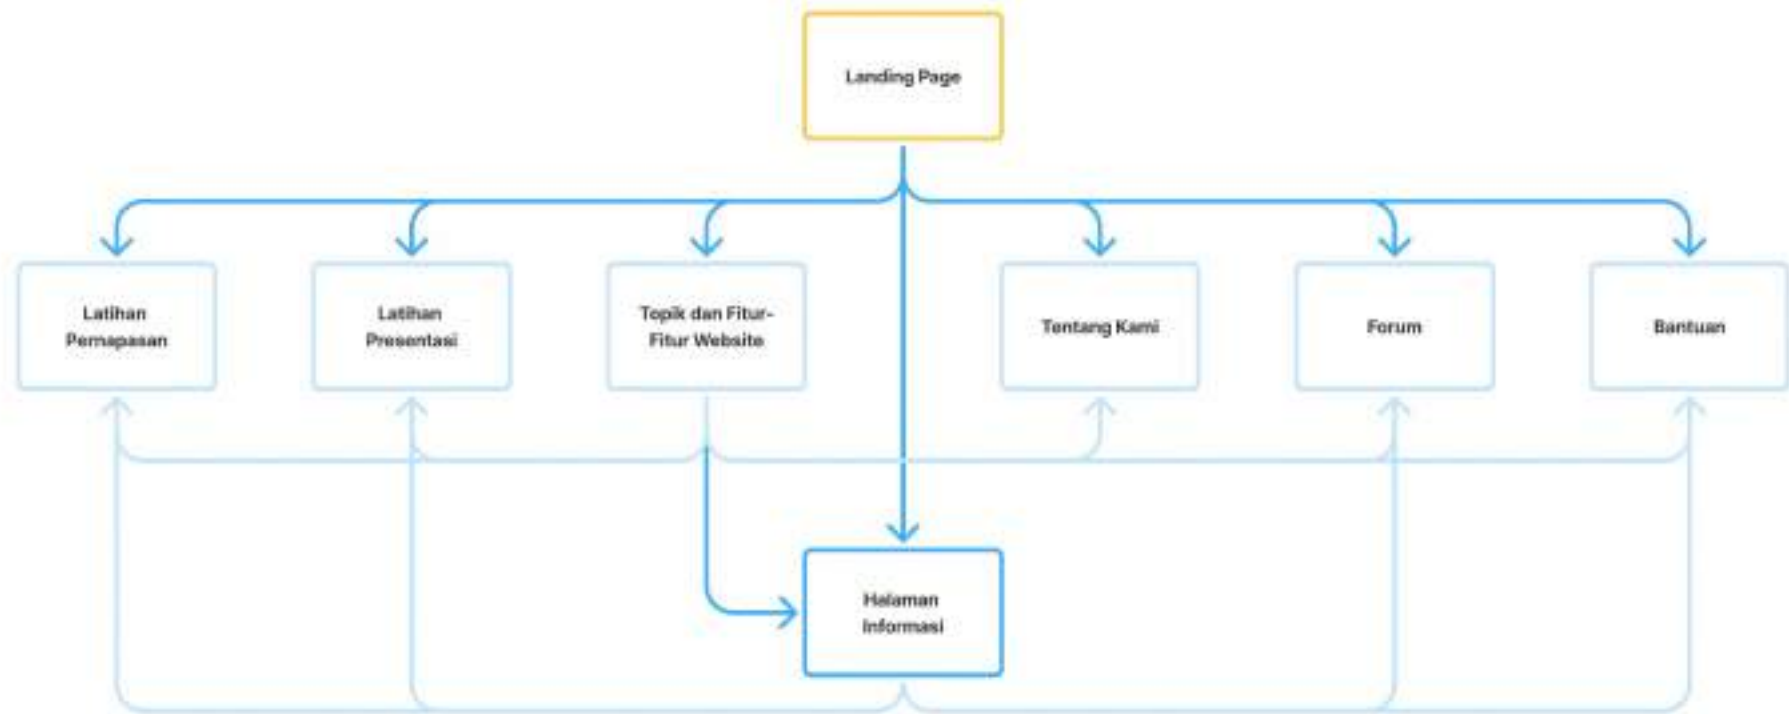 Landing Page
Latihan
Pernapasan
Latihan
Presentasi
Topik dan Fitur-
Fitur Website
Tentang Kami
Forum
Bantuan
Halaman
Informasi